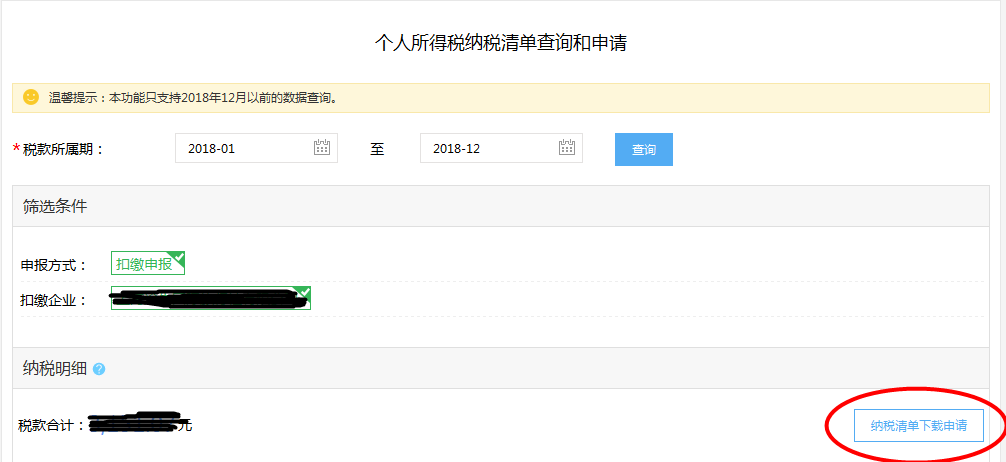 个人所得税纳税清单查询和申请
温馨提示：本功能只支持2018年12月以前的数据查询。
*税款所属期： 2018-01 至 2018-12 查询
筛选条件
申报方式： 扣缴申报
扣缴企业：
纳税明细 ?
税款合计： 元 纳税清单下载申请